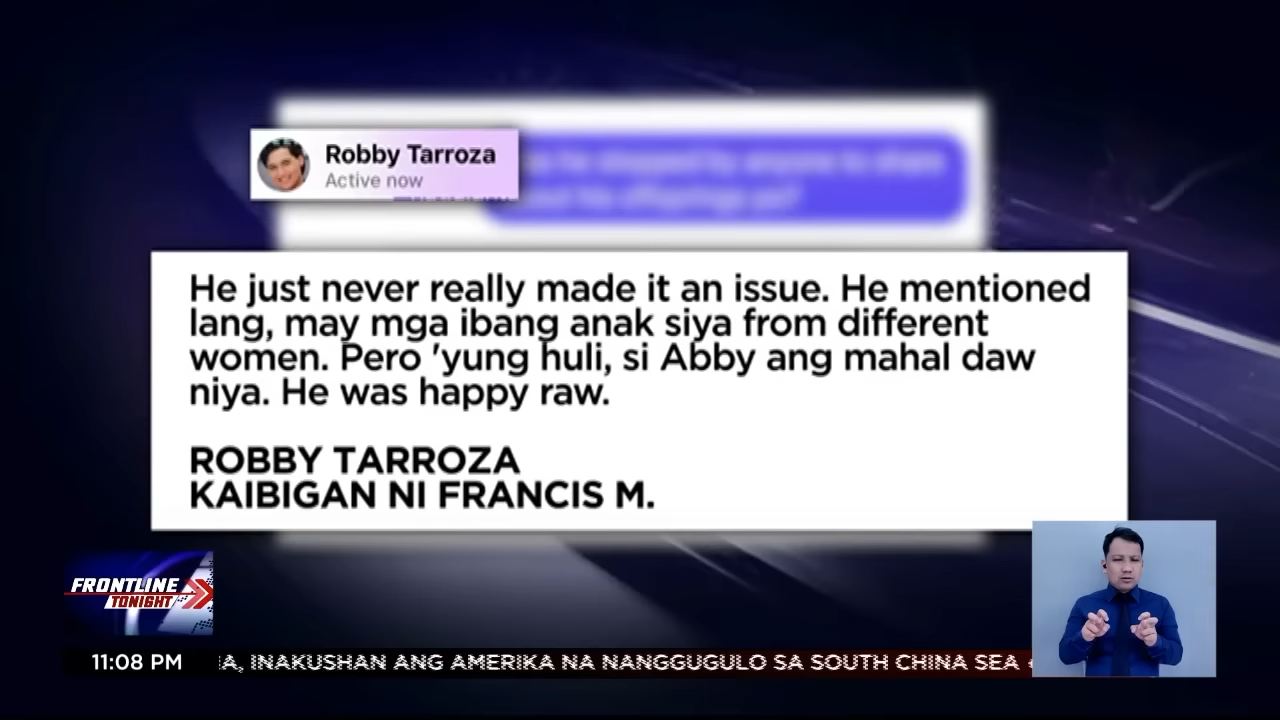 Robby Tarroza
Active now
He just never really made it an issue. He mentioned
lang, may mga ibang anak siya from different
women. Pero 'yung huli, si Abby ang mahal daw
niya. He was happy raw.
ROBBY TARROZA
KAIBIGAN NI FRANCIS M.
FRONTLINE
TONIGHT
11:08 PM
A, INAKUSHAN ANG AMERIKA NA NANGGUGULO SA SOUTH CHINA SEA